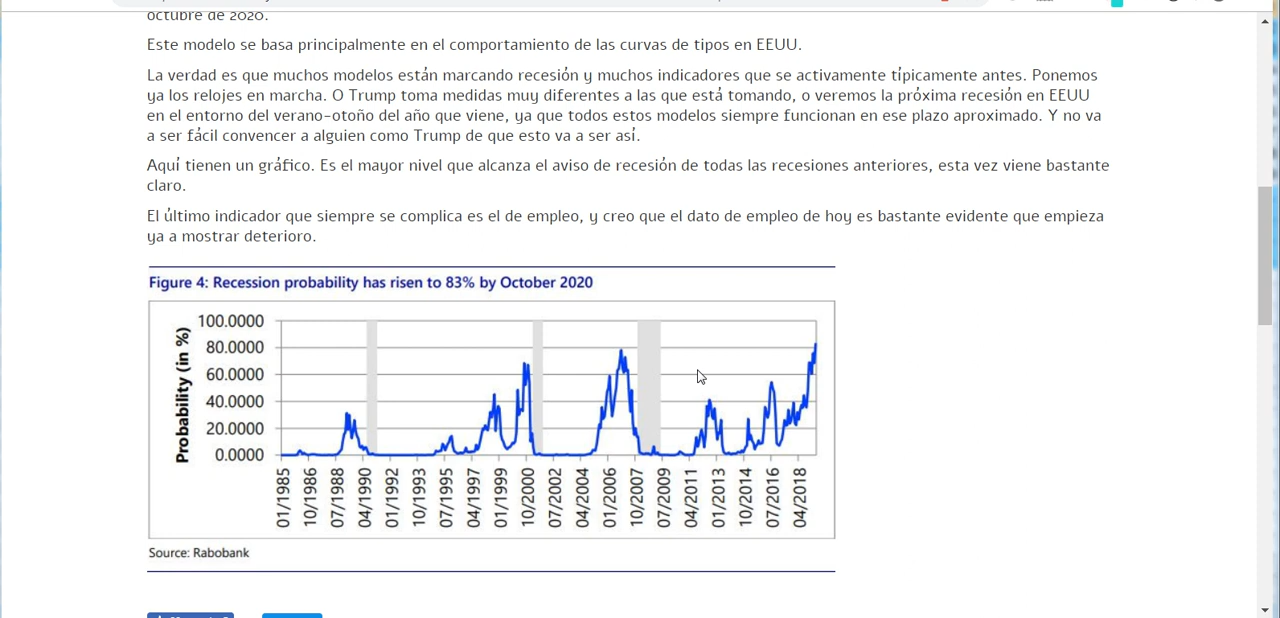 octubre de 2020.
Este modelo se basa principalmente en el comportamiento de las curvas de tipos en EEUU.
La verdad es que muchos modelos están marcando recesión y muchos indicadores que se activamente típicamente antes. Ponemos
ya los relojes en marcha. O Trump toma medidas muy diferentes a las que está tomando, o veremos la próxima recesión en EEUU
en el entorno del verano-otoño del año que viene, ya que todos estos modelos siempre funcionan en ese plazo aproximado. Y no va
a ser fácil convencer a alguien como Trump de que esto va a ser así.
Aquí tienen un gráfico. Es el mayor nivel que alcanza el aviso de recesión de todas las recesiones anteriores, esta vez viene bastante
claro.
El último indicador que siempre se complica es el de empleo, y creo que el dato de empleo de hoy es bastante evidente que empieza
ya a mostrar deterioro.
Figure 4: Recession probability has risen to 83% by October 2020
Probability (in %)
100.0000
80.0000
60.0000
40.0000
20.0000
0.0000
01/1985
10/1986
07/1988
04/1990
01/1992
10/1993
07/1995
04/1997
01/1999
10/2000
07/2002
04/2004
01/2006
10/2007
07/2009
04/2011
01/2013
10/2014
07/2016
04/2018
Source: Rabobank